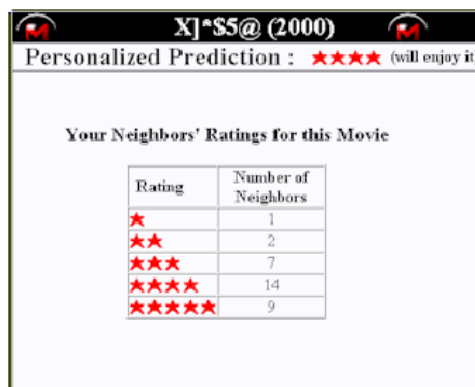 X]*$5@ (2000)
Personalized Prediction : ★★★★ (will enjoy it)
Your Neighbors' Ratings for this Movie
Rating Number of Neighbors
★ 1
★★ 2
★★★ 7
★★★★ 14
★★★★★ 9